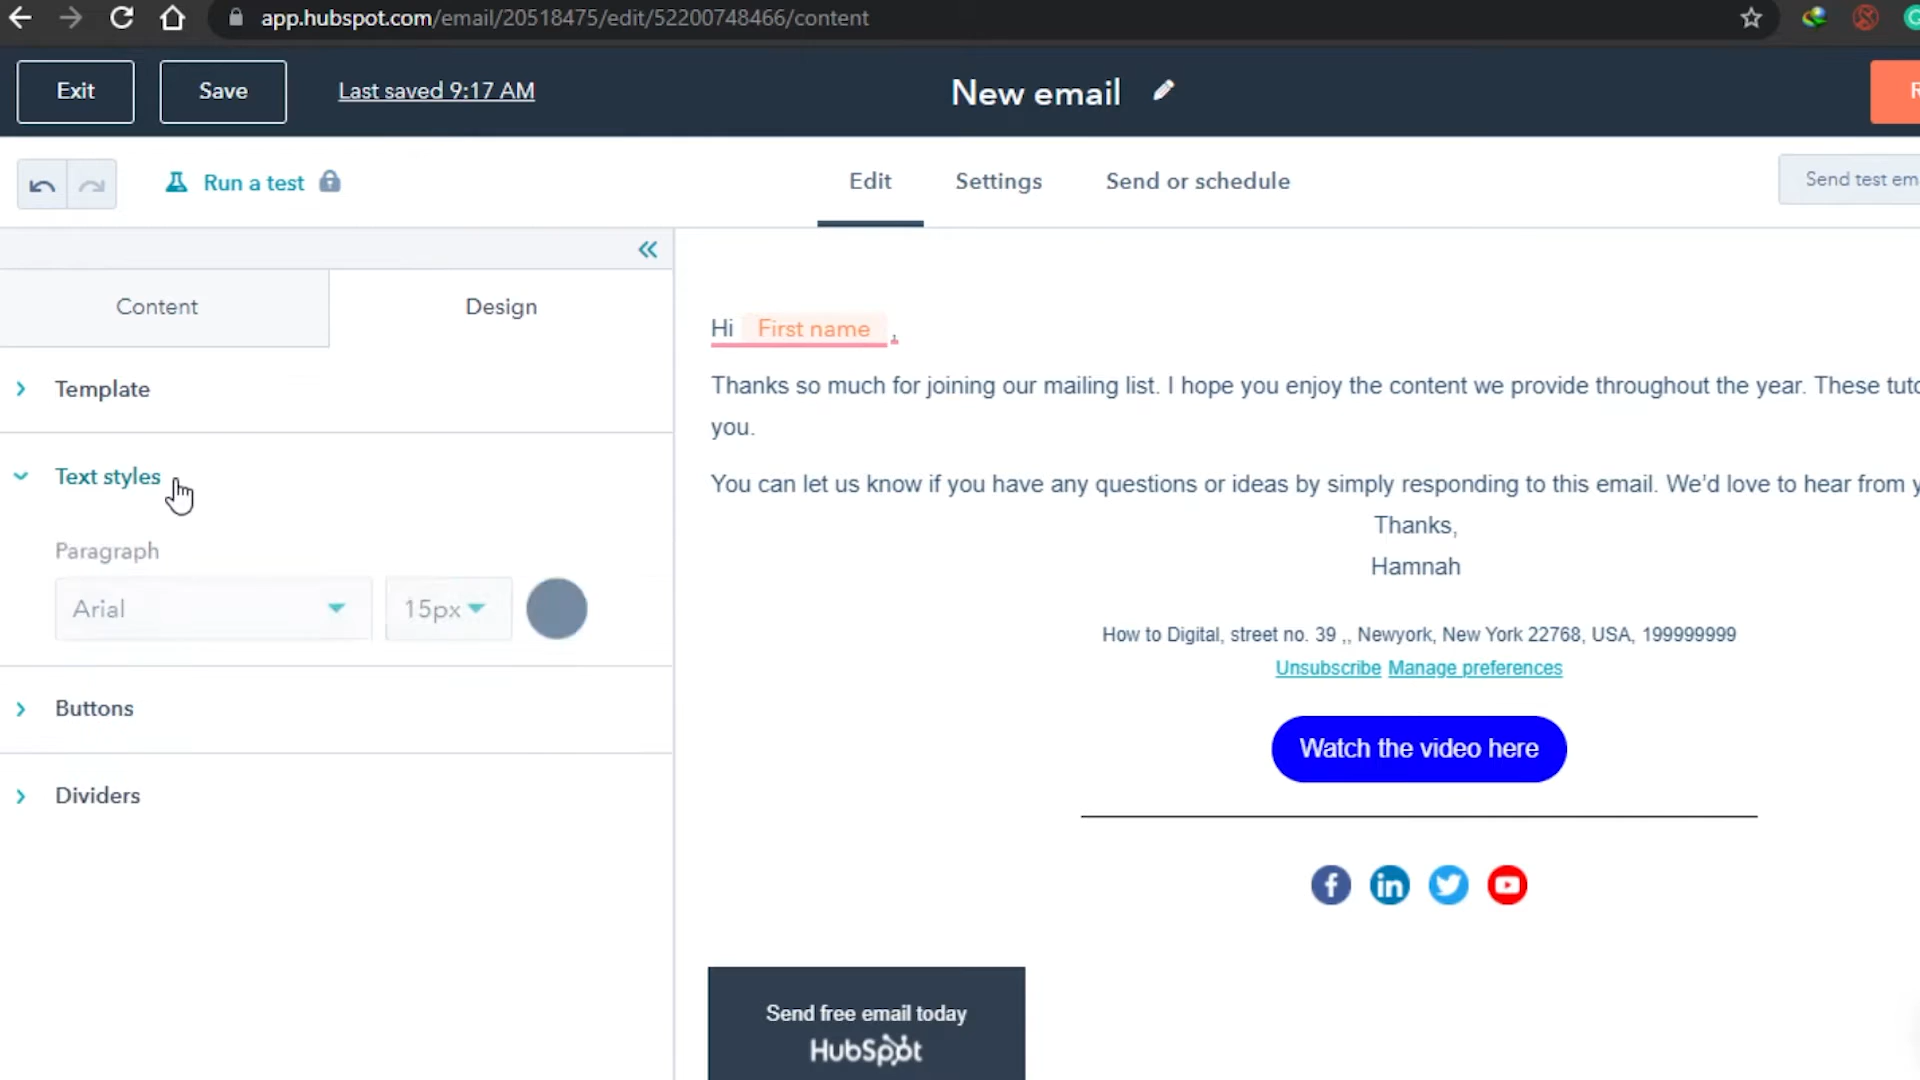 app.hubspot.com/email/20518475/edit/52200748466/content
Exit
Save
Last saved 9:17 AM
New email
R
Run a test
Edit
Settings
Send or schedule
Send test em
Content
Design
Template
Text styles
Paragraph
Arial
15px
Buttons
Dividers
Hi First name ,
Thanks so much for joining our mailing list. I hope you enjoy the content we provide throughout the year. These tuto
you.
You can let us know if you have any questions or ideas by simply responding to this email. We'd love to hear from y
Thanks,
Hamnah
How to Digital, street no. 39 ,, Newyork, New York 22768, USA, 199999999
Unsubscribe Manage preferences
Watch the video here
Send free email today
HubSpot